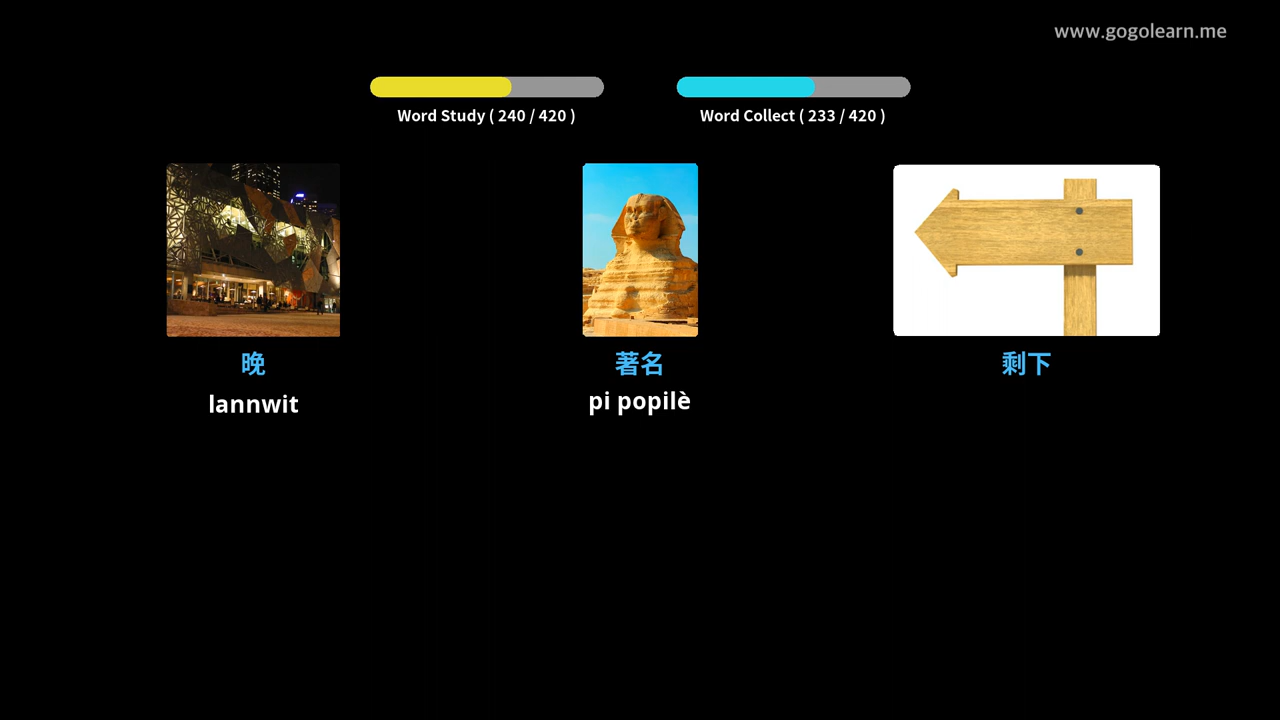 www.gogolearn.me
Word Study ( 240 / 420 )
Word Collect ( 233 / 420 )
晚
著名
剩下
lannwit
pi popilè